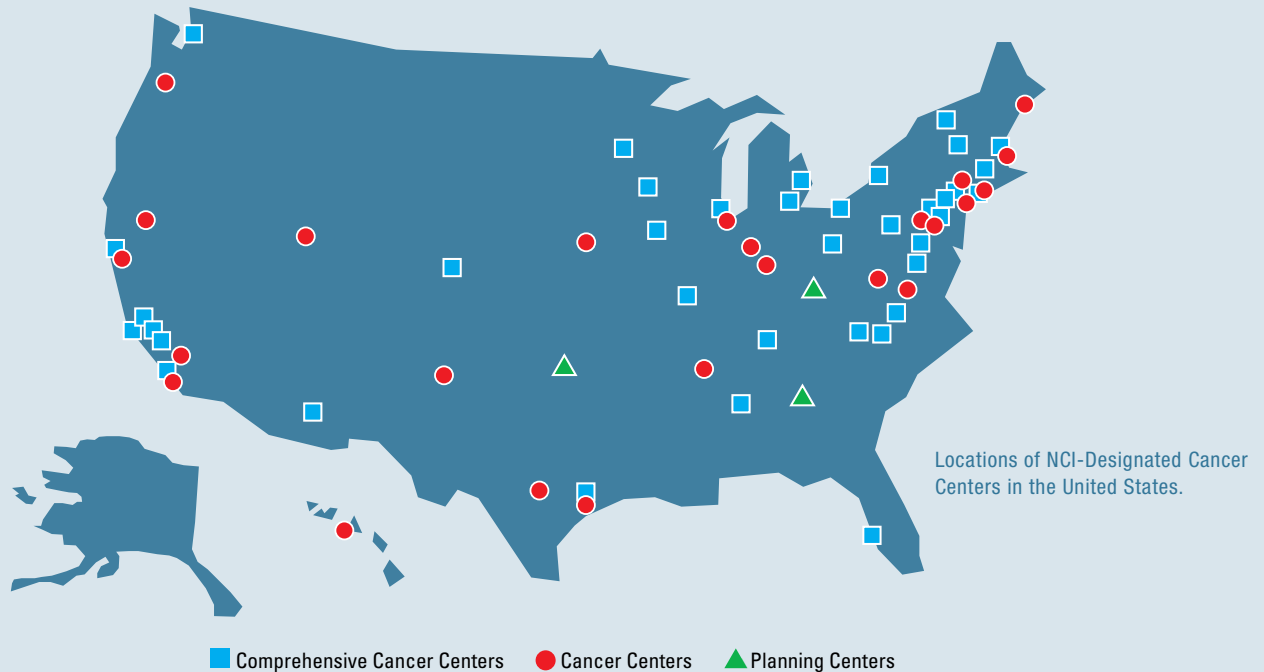 Locations of NCI-Designated Cancer
Centers in the United States.
Comprehensive Cancer Centers Cancer Centers Planning Centers